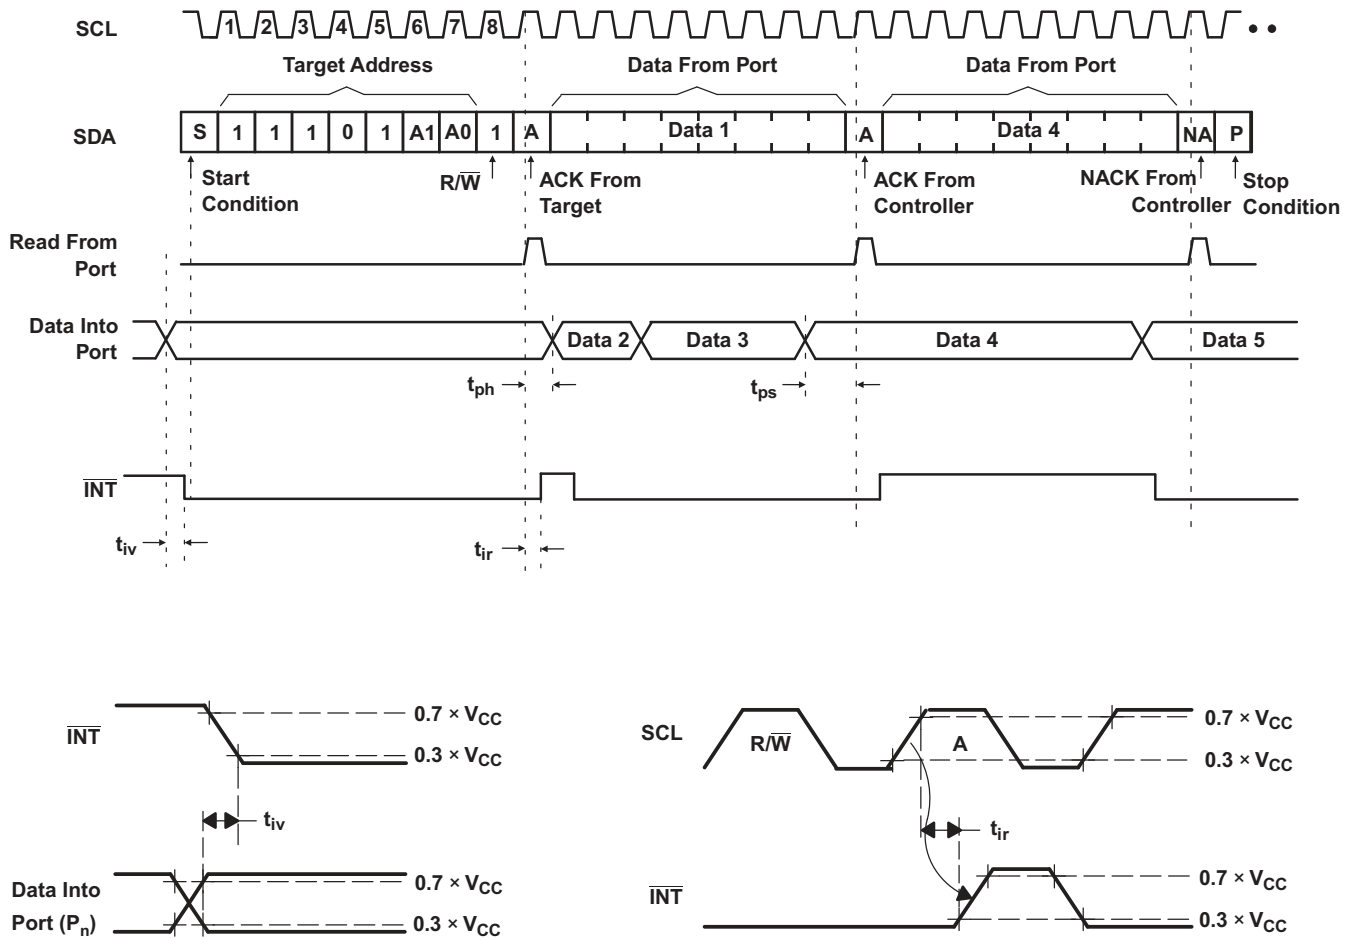 SCL 1 2 3 4 5 6 7 8
Target Address Data From Port Data From Port
SDA S 1 1 1 0 1 A1 A0 1 A Data 1 A Data 4 NA P
Start Condition
R/W̅
ACK From Target
ACK From Controller
NACK From Controller
Stop Condition
Read From Port
Data Into Port
Data 2 Data 3 Data 4 Data 5
tph tps
I̅N̅T̅
tiv tir
I̅N̅T̅
0.7 × VCC
0.3 × VCC
tiv
Data Into Port (Pn)
0.7 × VCC
0.3 × VCC
SCL R/W̅ A
0.7 × VCC
0.3 × VCC
tir
I̅N̅T̅
0.7 × VCC
0.3 × VCC